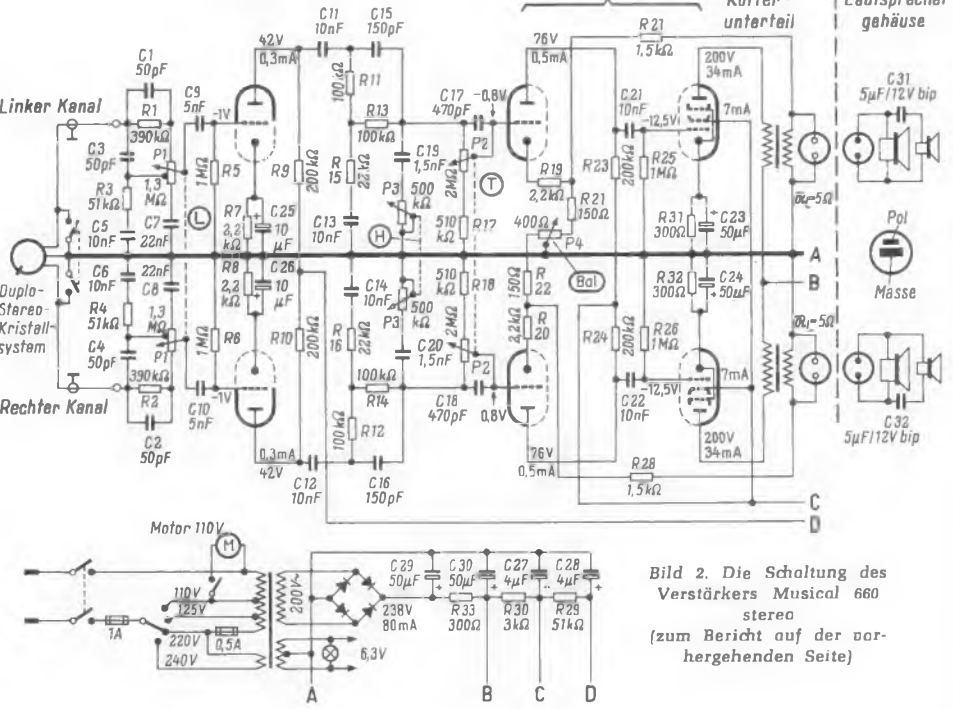 C11
10nF
C15
150pF
Koffer-
unterteil
Lautsprecher
gehäuse
R21
1,5kΩ
42V
0,3mA
76V
0,5mA
200V
34mA
C1
50pF
R11
100kΩ
C31
5µF/12V bip
Linker Kanal
R1
390kΩ
C9
5nF
-1V
R13
100kΩ
C17
470pF
-0,8V
C21
10nF
-12,5V
7mA
C3
50pF
P1
1,3
MΩ
R5
1MΩ
R9
200kΩ
R
15
22kΩ
C19
1,5nF
P2
2MΩ
T
R19
2,2kΩ
R23
200kΩ
R25
1MΩ
R3
51kΩ
L
R7
2,2
kΩ
C25
10
µF
P3
500
kΩ
R21
150Ω
R31
300Ω
C23
50µF
5Ω
C5
10nF
C7
22nF
C13
10nF
H
510
kΩ
R17
400Ω
P4
Pol
Masse
A
B
C6
10nF
22nF
C8
R8
2,2
kΩ
C26
10
µF
C14
10nF
P3
500
kΩ
510
kΩ
R18
150Ω
R
22
Bal
R32
300Ω
C24
50µF
Duplo-
Stereo-
Kristall-
system
R4
51kΩ
1,3
MΩ
P1
1MΩ
R6
R10
200kΩ
R
16
22kΩ
C20
1,5nF
2MΩ
P2
2,2kΩ
R
20
R24
200kΩ
R26
1MΩ
5Ω
C4
50pF
390kΩ
R2
C10
5nF
-1V
100kΩ
R14
C18
470pF
0,8V
C22
10nF
-12,5V
7mA
Rechter Kanal
C2
50pF
100kΩ
R12
C32
5µF/12V bip
0,3mA
42V
C12
10nF
C16
150pF
76V
0,5mA
R28
1,5kΩ
200V
34mA
C
D
Motor 110V
M
110V
125V
220V
240V
1A
0,5A
200V~
6,3V
238V
80mA
C29
50µF
C30
50µF
C27
4µF
C28
4µF
R33
300Ω
R30
3kΩ
R29
51kΩ
A
B
C
D
Bild 2. Die Schaltung des
Verstärkers Musical 660
stereo
(zum Bericht auf der vor-
hergehenden Seite)